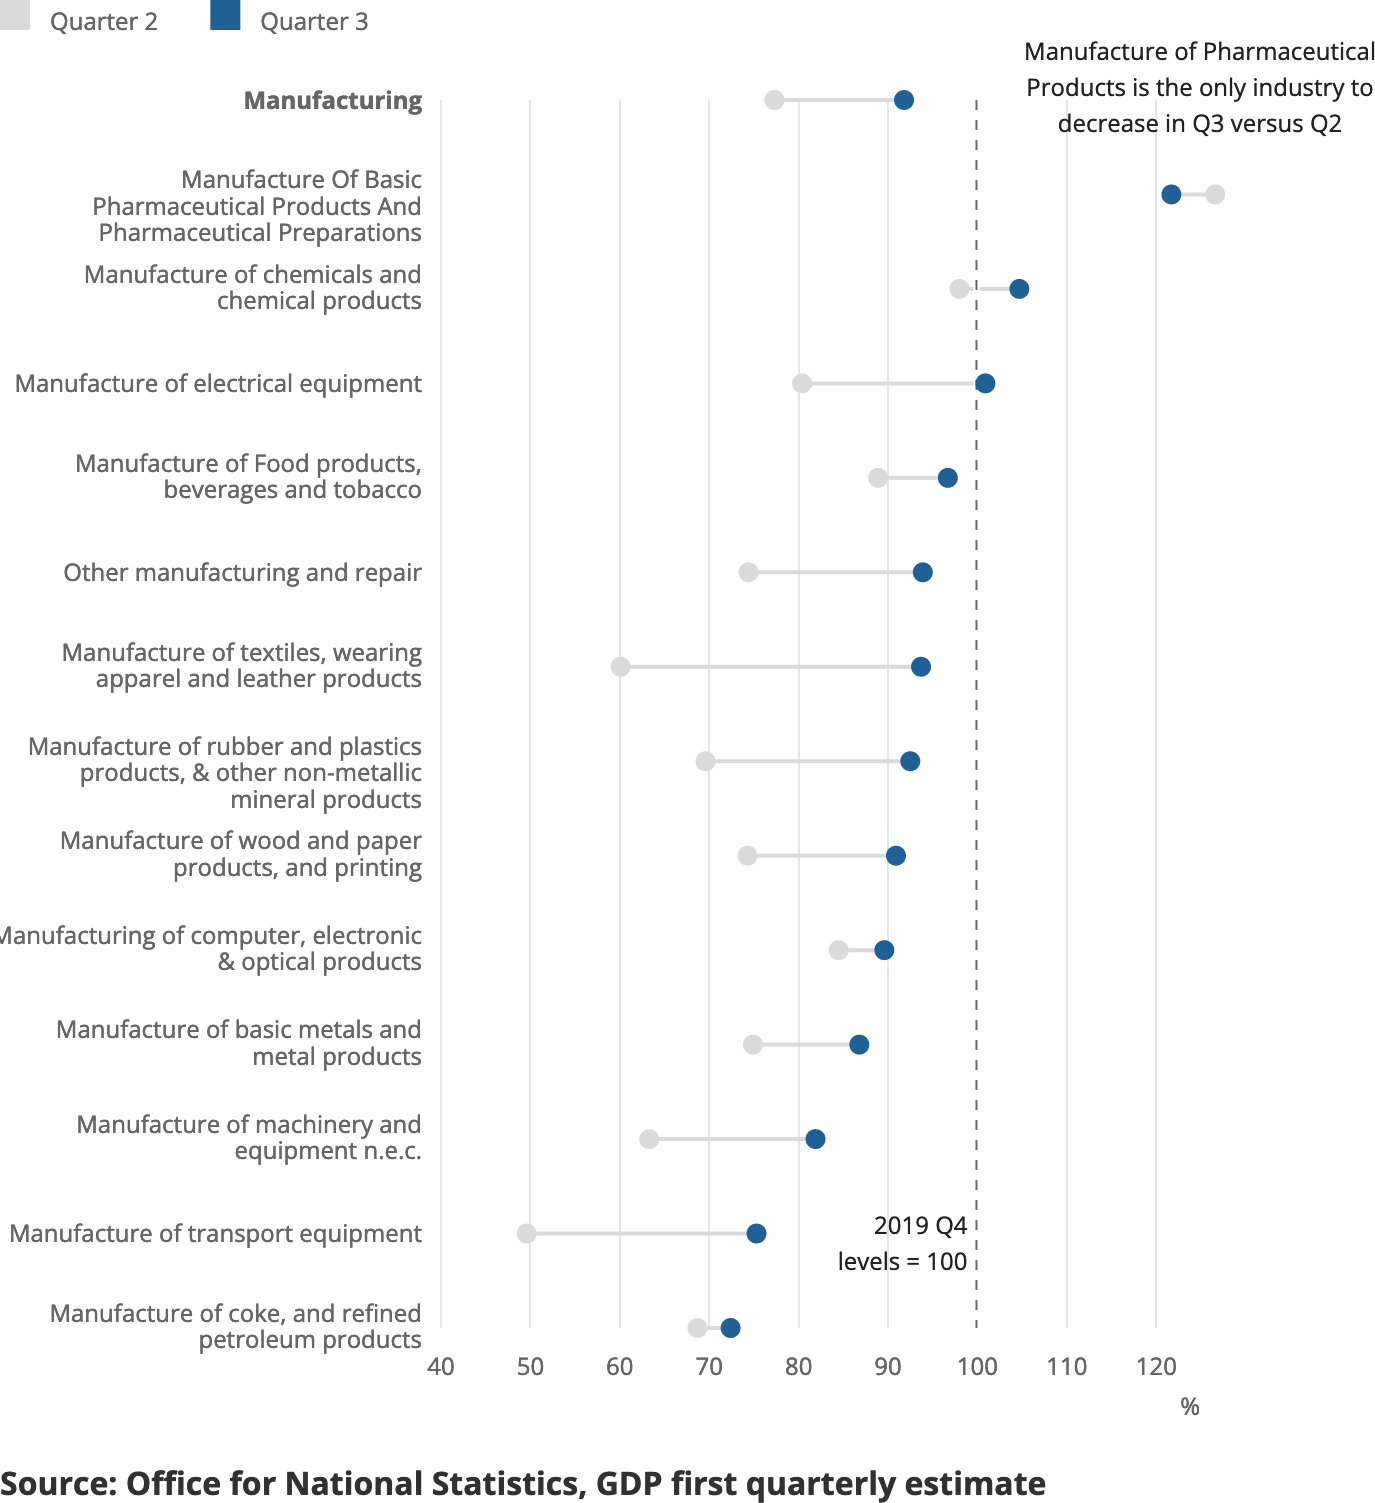 Quarter 2
Quarter 3
Manufacture of Pharmaceutical
Products is the only industry to
decrease in Q3 versus Q2
Manufacturing
Manufacture Of Basic
Pharmaceutical Products And
Pharmaceutical Preparations
Manufacture of chemicals and
chemical products
Manufacture of electrical equipment
Manufacture of Food products,
beverages and tobacco
Other manufacturing and repair
Manufacture of textiles, wearing
apparel and leather products
Manufacture of rubber and plastics
products, & other non-metallic
mineral products
Manufacture of wood and paper
products, and printing
Manufacturing of computer, electronic
& optical products
Manufacture of basic metals and
metal products
Manufacture of machinery and
equipment n.e.c.
Manufacture of transport equipment
2019 Q4
levels = 100
Manufacture of coke, and refined
petroleum products
40 50 60 70 80 90 100 110 120
%
Source: Office for National Statistics, GDP first quarterly estimate